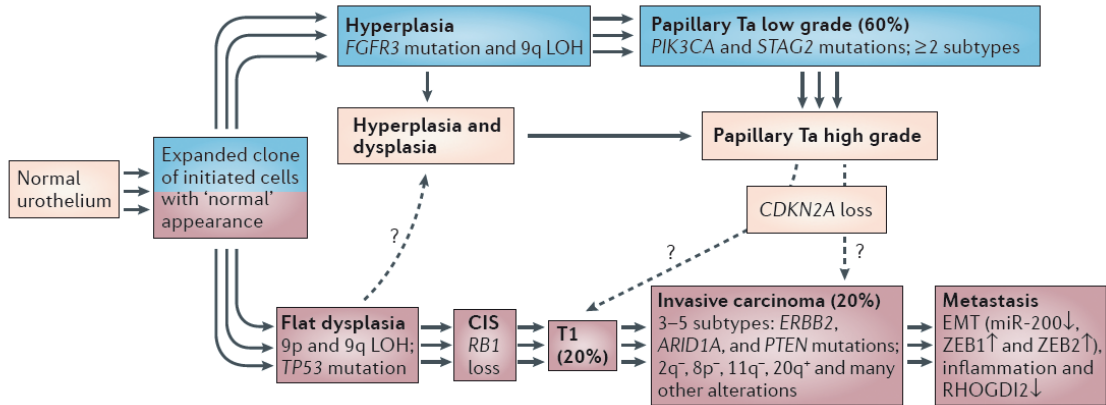 Hyperplasia
FGFR3 mutation and 9q LOH
Papillary Ta low grade (60%)
PIK3CA and STAG2 mutations; ≥2 subtypes
Hyperplasia and
dysplasia
Papillary Ta high grade
Normal
urothelium
Expanded clone
of initiated cells
with ‘normal’
appearance
CDKN2A loss
?
?
?
Flat dysplasia
9p and 9q LOH;
TP53 mutation
CIS
RB1
loss
T1
(20%)
Invasive carcinoma (20%)
3–5 subtypes: ERBB2,
ARID1A, and PTEN mutations;
2q⁻, 8p⁻, 11q⁻, 20q⁺ and many
other alterations
Metastasis
EMT (miR-200↓,
ZEB1↑ and ZEB2↑),
inflammation and
RHOGDI2↓